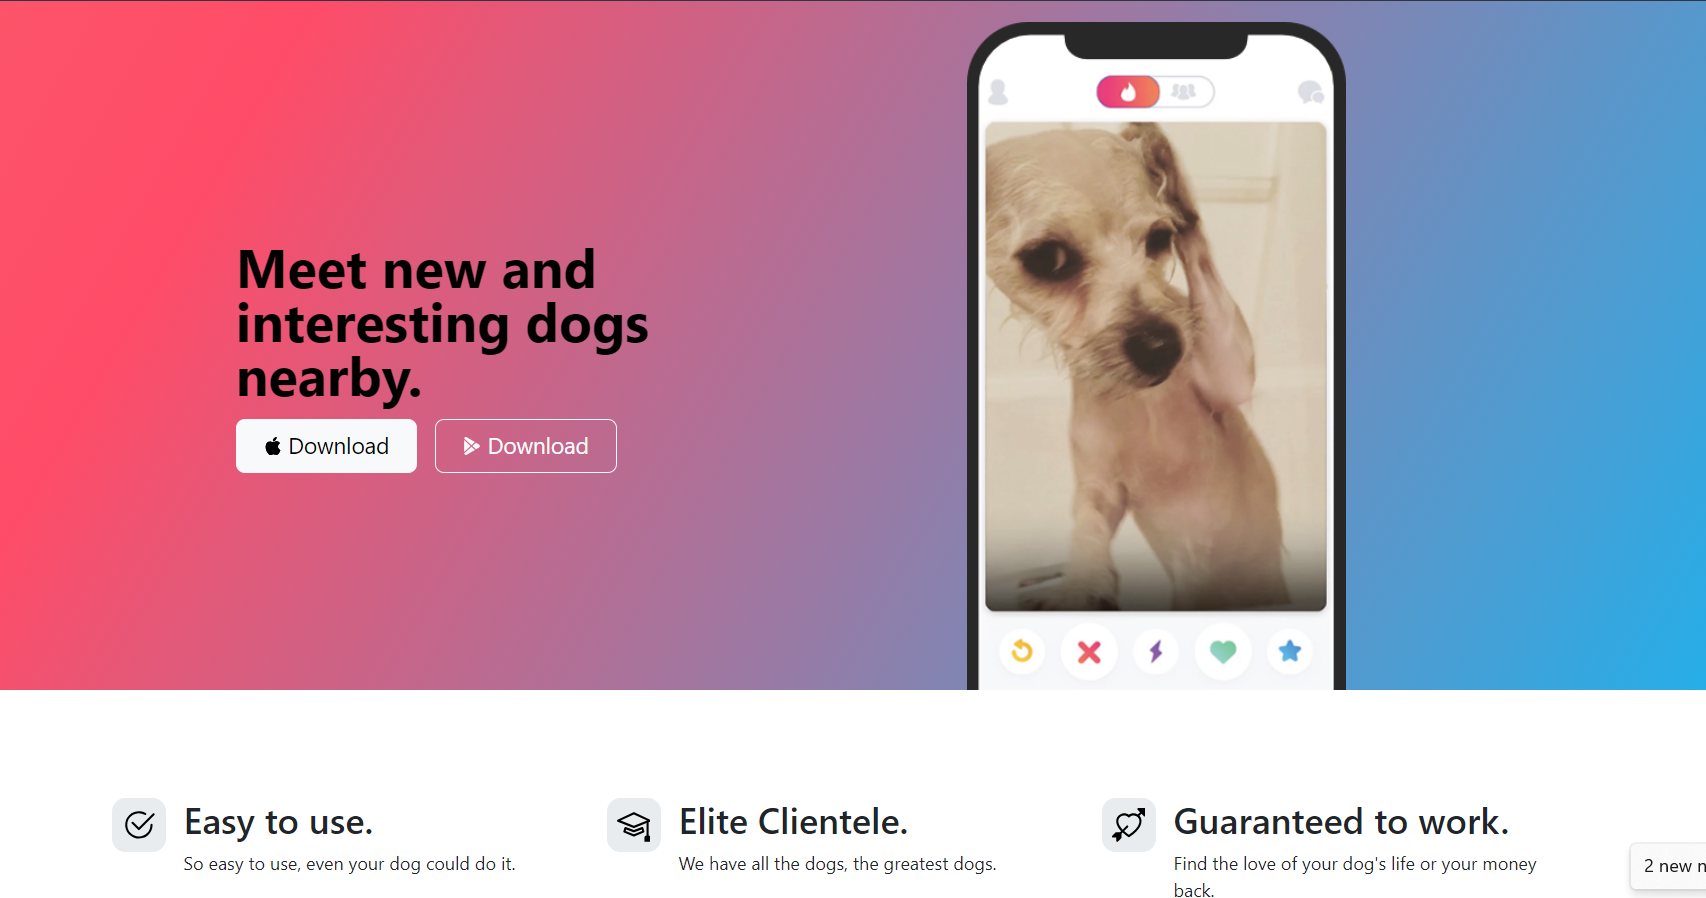 Meet new and
interesting dogs
nearby.
Download
Download
Easy to use.
So easy to use, even your dog could do it.
Elite Clientele.
We have all the dogs, the greatest dogs.
Guaranteed to work.
Find the love of your dog's life or your money
back.
2 new